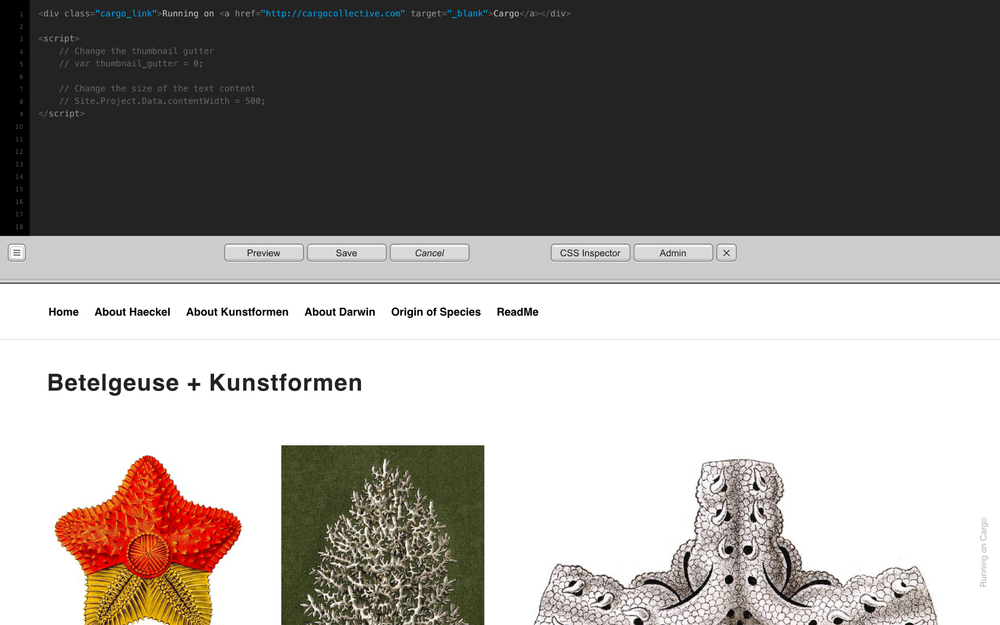 1 <div class="cargo_link">Running on <a href="http://cargocollective.com" target="_blank">Cargo</a></div>
2
3 <script>
4 // Change the thumbnail gutter
5 // var thumbnail_gutter = 0;
6
7 // Change the size of the text content
8 // Site.Project.Data.contentWidth = 500;
9 </script>
10
11
12
13
14
15
16
17
18
Preview Save Cancel CSS Inspector Admin
Home About Haeckel About Kunstformen About Darwin Origin of Species ReadMe
Betelgeuse + Kunstformen
Running on Cargo